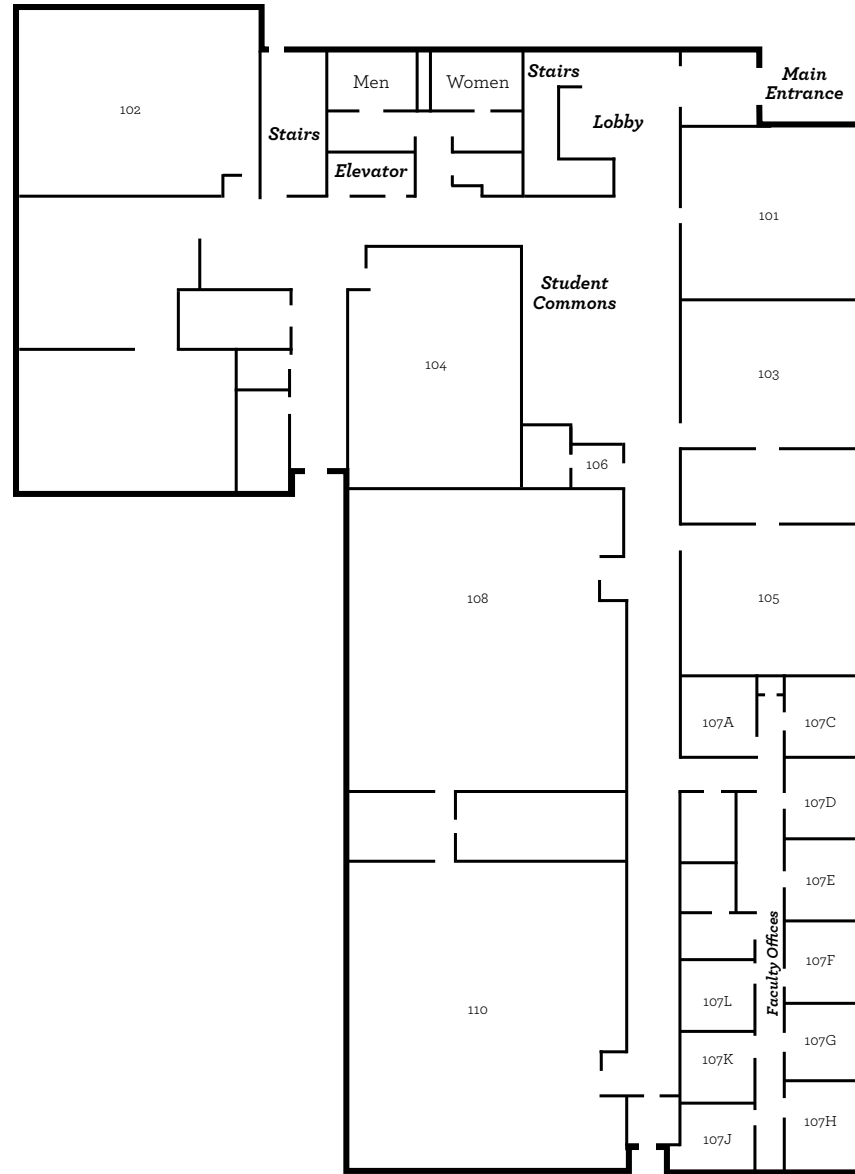 Men
Women
Stairs
Main
Entrance
102
Stairs
Lobby
Elevator
101
Student
Commons
104
103
106
108
105
107A
107C
107D
107E
Faculty Offices
107F
107L
110
107G
107K
107H
107J